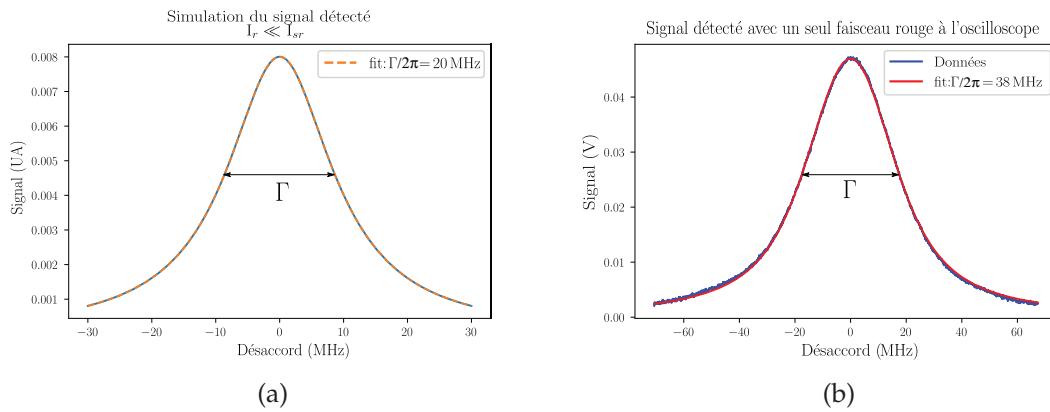 Simulation du signal détecté
I_r ≪ I_sr
fit: Γ/2π = 20 MHz
0.008
0.007
0.006
0.005
0.004
0.003
0.002
0.001
Signal (UA)
Γ
−30 −20 −10 0 10 20 30
Désaccord (MHz)
(a)
Signal détecté avec un seul faisceau rouge à l'oscilloscope
Données
fit:Γ/2π = 38 MHz
0.04
0.03
0.02
0.01
0.00
Signal (V)
Γ
−60 −40 −20 0 20 40 60
Désaccord (MHz)
(b)